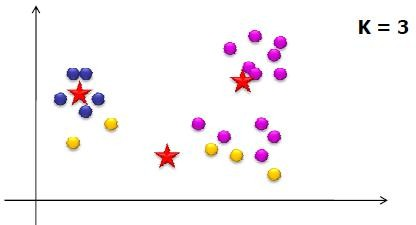 K = 3